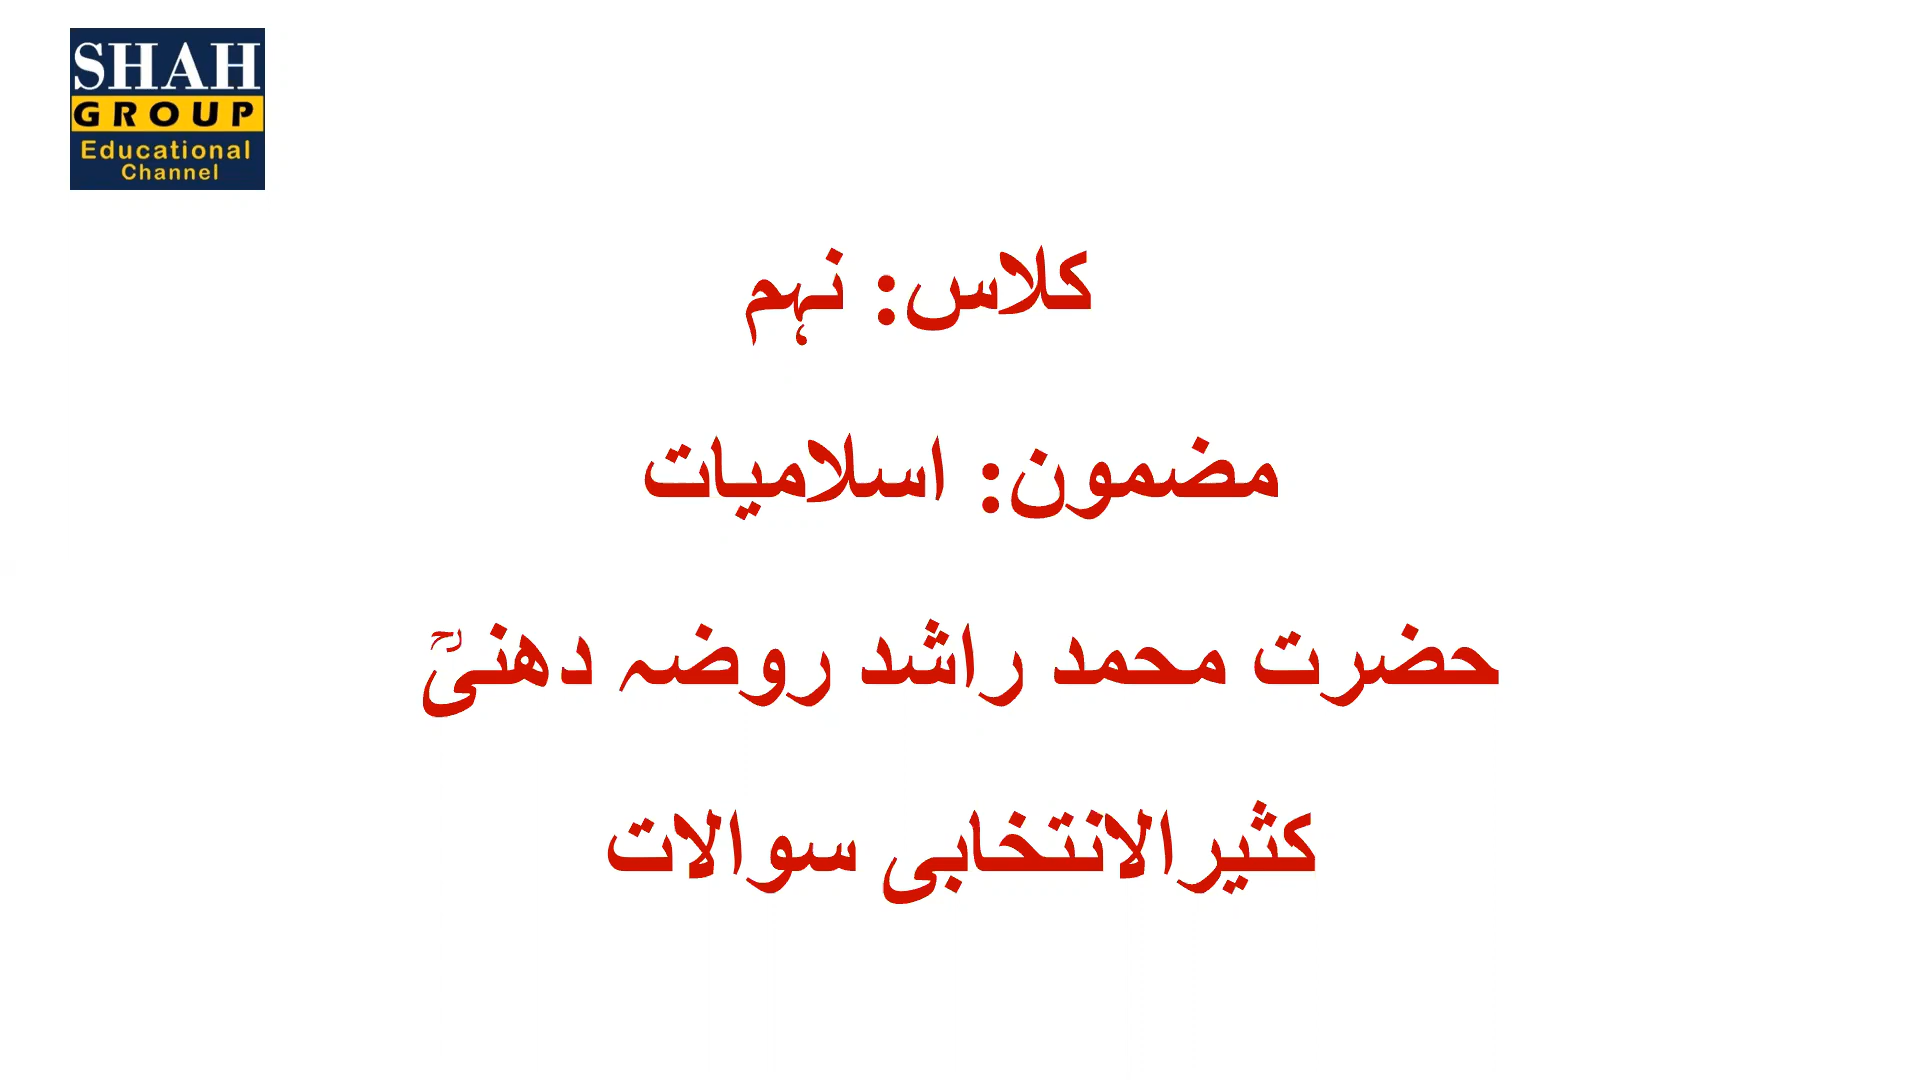 SHAH
GROUP
Educational
Channel
کلاس: نہم
مضمون: اسلامیات
حضرت محمد راشد روضہ دھنیؒ
کثیرالانتخابی سوالات